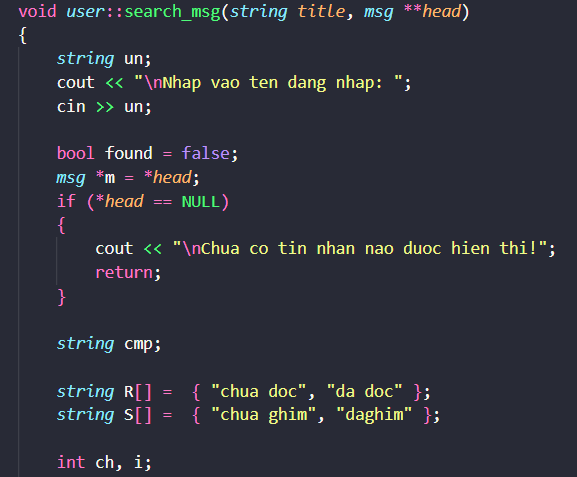 void user::search_msg(string title, msg **head)
{
string un;
cout << "\nNhap vao ten dang nhap: ";
cin >> un;
bool found = false;
msg *m = *head;
if (*head == NULL)
{
cout << "\nChua co tin nhan nao duoc hien thi!";
return;
}
string cmp;
string R[] =  { "chua doc", "da doc" };
string S[] =  { "chua ghim", "daghim" };
int ch, i;